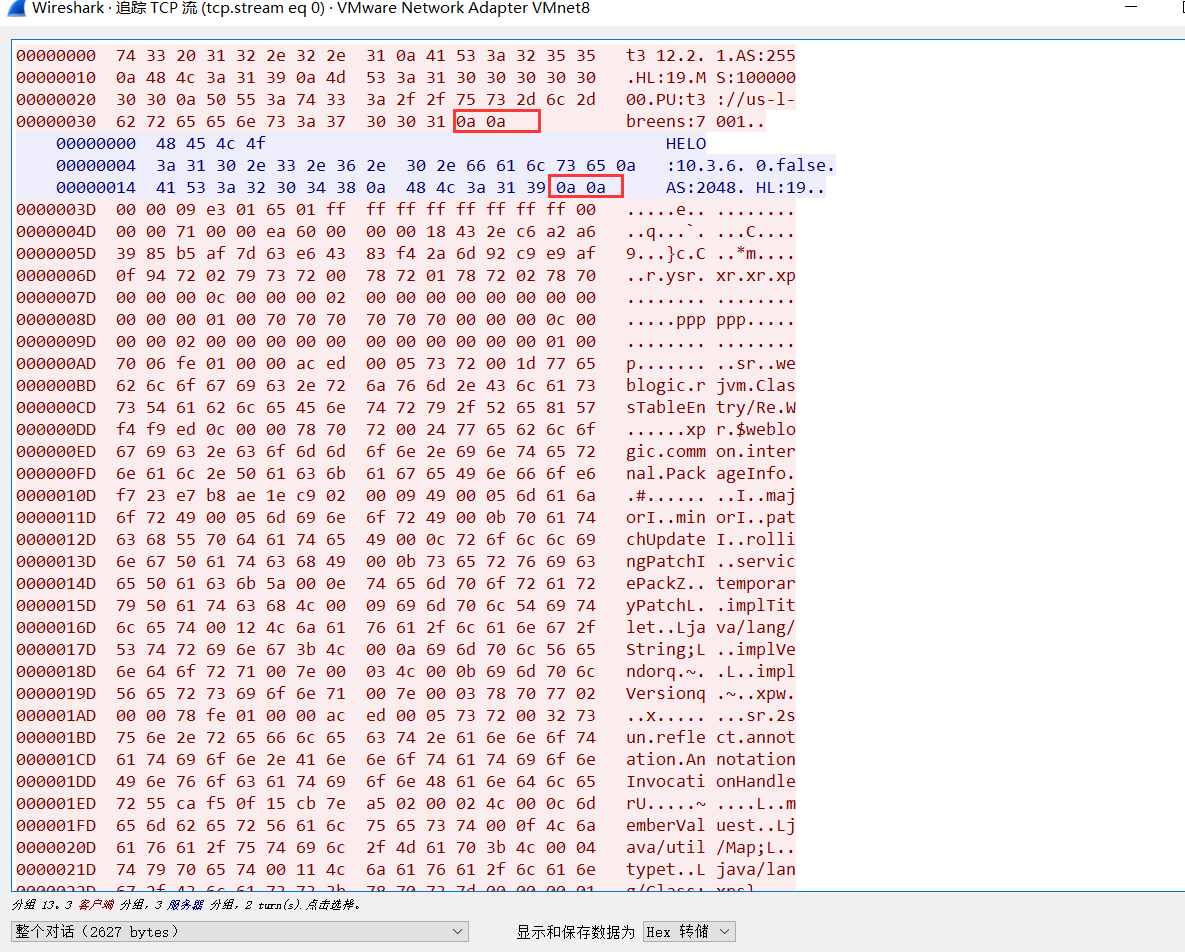 Wireshark · 追踪 TCP 流 (tcp.stream eq 0) · VMware Network Adapter VMnet8
00000000 74 33 20 31 32 2e 32 2e 31 0a 41 53 3a 32 35 35 t3 12.2. 1.AS:255
00000010 0a 48 4c 3a 31 39 0a 4d 53 3a 31 30 30 30 30 30 .HL:19.M S:100000
00000020 30 30 0a 50 55 3a 74 33 3a 2f 2f 75 73 2d 6c 2d 00.PU:t3 ://us-l-
00000030 62 72 65 65 6e 73 3a 37 30 30 31 0a 0a breens:7 001..
00000000 48 45 4c 4f HELO
00000004 3a 31 30 2e 33 2e 36 2e 30 2e 66 61 6c 73 65 0a :10.3.6. 0.false.
00000014 41 53 3a 32 30 34 38 0a 48 4c 3a 31 39 0a 0a AS:2048. HL:19..
0000003D 00 00 09 e3 01 65 01 ff ff ff ff ff ff ff ff 00 .....e.. ........
0000004D 00 00 71 00 00 ea 60 00 00 00 18 43 2e c6 a2 a6 ..q...`. ...C....
0000005D 39 85 b5 af 7d 63 e6 43 83 f4 2a 6d 92 c9 e9 af 9...}c.C ..*m....
0000006D 0f 94 72 02 79 73 72 00 78 72 01 78 72 02 78 70 ..r.ysr. xr.xr.xp
0000007D 00 00 00 0c 00 00 00 02 00 00 00 00 00 00 00 00 ........ ........
0000008D 00 00 00 01 00 70 70 70 70 70 70 00 00 00 0c 00 .....ppp ppp.....
0000009D 00 00 02 00 00 00 00 00 00 00 00 00 00 00 01 00 ........ ........
000000AD 70 06 fe 01 00 00 ac ed 00 05 73 72 00 1d 77 65 p....... ..sr..we
000000BD 62 6c 6f 67 69 63 2e 72 6a 76 6d 2e 43 6c 61 73 blogic.r jvm.Clas
000000CD 73 54 61 62 6c 65 45 6e 74 72 79 2f 52 65 81 57 sTableEn try/Re.W
000000DD f4 f9 ed 0c 00 00 78 70 72 00 24 77 65 62 6c 6f ......xp r.$weblo
000000ED 67 69 63 2e 63 6f 6d 6d 6f 6e 2e 69 6e 74 65 72 gic.comm on.inter
000000FD 6e 61 6c 2e 50 61 63 6b 61 67 65 49 6e 66 6f e6 nal.Pack ageInfo.
0000010D f7 23 e7 b8 ae 1e c9 02 00 09 49 00 05 6d 61 6a .#...... ..I..maj
0000011D 6f 72 49 00 05 6d 69 6e 6f 72 49 00 0b 70 61 74 orI..min orI..pat
0000012D 63 68 55 70 64 61 74 65 49 00 0c 72 6f 6c 6c 69 chUpdate I..rolli
0000013D 6e 67 50 61 74 63 68 49 00 0b 73 65 72 76 69 63 ngPatchI ..servic
0000014D 65 50 61 63 6b 5a 00 0e 74 65 6d 70 6f 72 61 72 ePackZ.. temporar
0000015D 79 50 61 74 63 68 4c 00 09 69 6d 70 6c 54 69 74 yPatchL. .implTit
0000016D 6c 65 74 00 12 4c 6a 61 76 61 2f 6c 61 6e 67 2f let..Lja va/lang/
0000017D 53 74 72 69 6e 67 3b 4c 00 0a 69 6d 70 6c 56 65 String;L ..implVe
0000018D 6e 64 6f 72 71 00 7e 00 03 4c 00 0b 69 6d 70 6c ndorq.~. .L..impl
0000019D 56 65 72 73 69 6f 6e 71 00 7e 00 03 78 70 77 02 Versionq .~..xpw.
000001AD 00 00 78 fe 01 00 00 ac ed 00 05 73 72 00 32 73 ..x..... ...sr.2s
000001BD 75 6e 2e 72 65 66 6c 65 63 74 2e 61 6e 6e 6f 74 un.refle ct.annot
000001CD 61 74 69 6f 6e 2e 41 6e 6e 6f 74 61 74 69 6f 6e ation.An notation
000001DD 49 6e 76 6f 63 61 74 69 6f 6e 48 61 6e 64 6c 65 Invocati onHandle
000001ED 72 55 ca f5 0f 15 cb 7e a5 02 00 02 4c 00 0c 6d rU.....~ ....L..m
000001FD 65 6d 62 65 72 56 61 6c 75 65 73 74 00 0f 4c 6a emberVal uest..Lj
0000020D 61 76 61 2f 75 74 69 6c 2f 4d 61 70 3b 4c 00 04 ava/util /Map;L..
0000021D 74 79 70 65 74 00 11 4c 6a 61 76 61 2f 6c 61 6e typet..L java/lan
分组 13。3 客户端 分组，3 服务器 分组，2 turn(s).点击选择。
整个对话（2627 bytes）
显示和保存数据为 Hex 转储